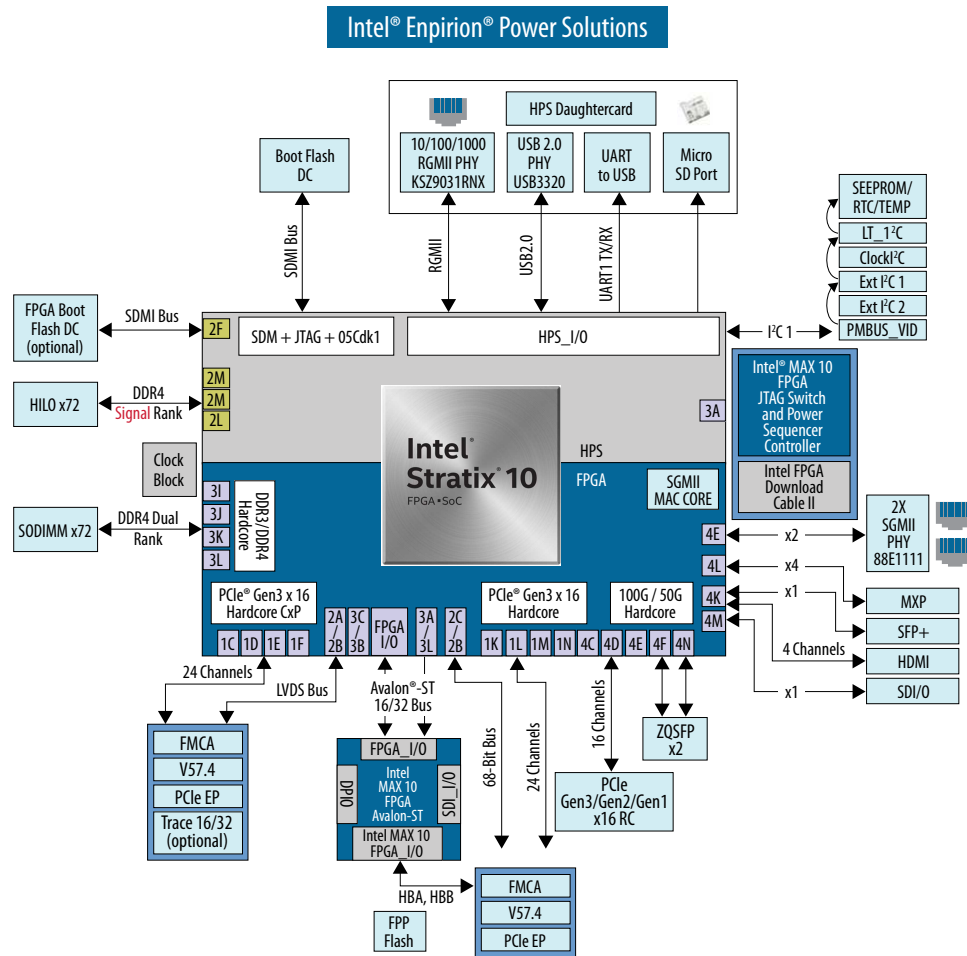 Intel® Enpirion® Power Solutions
HPS Daughtercard
10/100/1000
RGMII PHY
KSZ9031RNX
USB 2.0
PHY
USB3320
UART
to USB
Micro
SD Port
Boot Flash
DC
SDMI Bus
RGMII
USB2.0
UART1 TX/RX
SEEPROM/
RTC/TEMP
LT_1²C
ClockI²C
Ext I²C 1
Ext I²C 2
PMBUS_VID
I²C 1
FPGA Boot
Flash DC
(optional)
SDMI Bus
2F
SDM + JTAG + 05Cdk1
HPS_I/O
HILO x72
DDR4
Signal Rank
2M
2M
2L
3A
Intel® MAX 10
FPGA
JTAG Switch
and Power
Sequencer
Controller
Intel FPGA
Download
Cable II
Clock
Block
Intel®
Stratix® 10
FPGA•SoC
HPS
FPGA
SGMII
MAC CORE
SODIMM x72
DDR4 Dual
Rank
3I
3J
3K
3L
DDR3/DDR4
Hardcore
4E
4L
4K
4M
x2
x4
x1
4 Channels
x1
2X
SGMII
PHY
88E1111
MXP
SFP+
HDMI
SDI/O
PCIe® Gen3 x 16
Hardcore CxP
PCIe® Gen3 x 16
Hardcore
100G / 50G
Hardcore
1C
1D
1E
1F
2A
/
2B
3C
/
3B
FPGA
I/O
3A
/
3L
2C
/
2B
1K
1L
1M
1N
4C
4D
4E
4F
4N
24 Channels
LVDS Bus
Avalon®-ST
16/32 Bus
68-Bit Bus
24 Channels
16 Channels
ZQSFP
x2
PCIe
Gen3/Gen2/Gen1
x16 RC
FMCA
V57.4
PCIe EP
Trace 16/32
(optional)
FPGA_I/O
DPIO
Intel
MAX 10
FPGA
Avalon-ST
SDI_I/O
Intel MAX 10
FPGA_I/O
HBA, HBB
FPP
Flash
FMCA
V57.4
PCIe EP